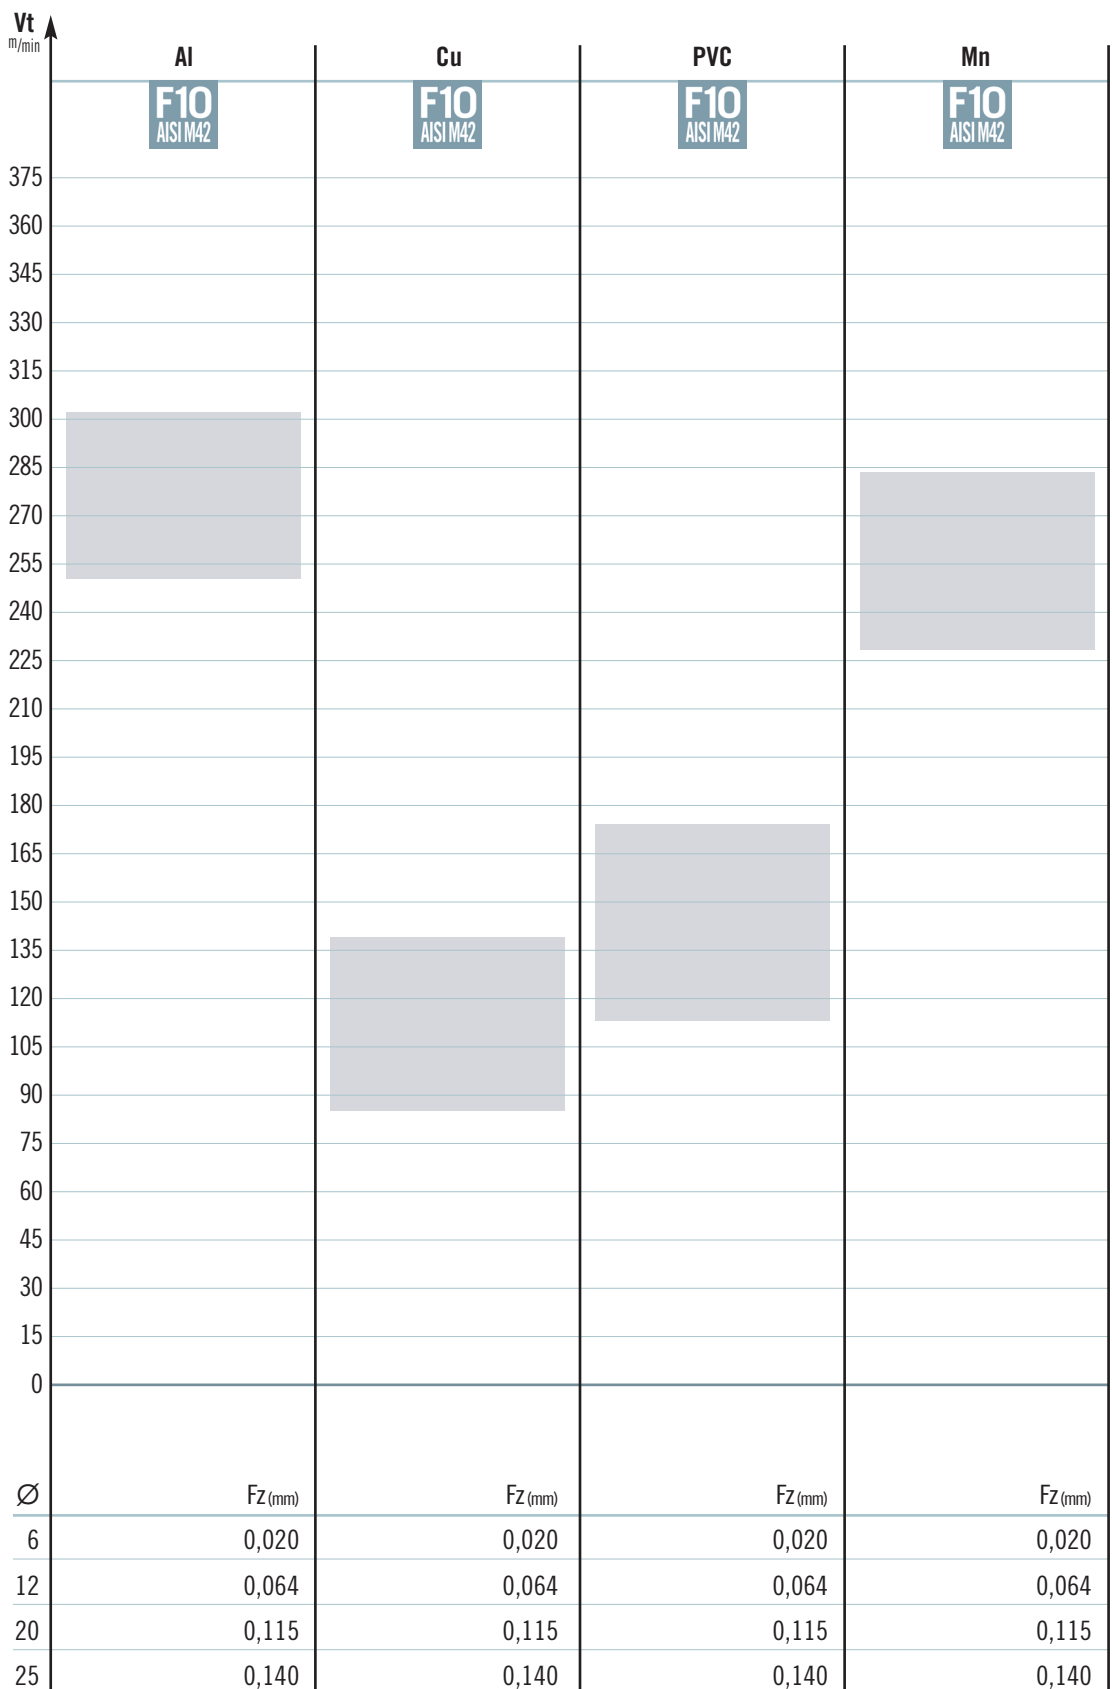 Vt
m/min
Al Cu PVC Mn
F10 F10 F10 F10
AISI M42 AISI M42 AISI M42 AISI M42
375
360
345
330
315
300
285
270
255
240
225
210
195
180
165
150
135
120
105
90
75
60
45
30
15
0
Ø Fz (mm) Fz (mm) Fz (mm) Fz (mm)
6 0,020 0,020 0,020 0,020
12 0,064 0,064 0,064 0,064
20 0,115 0,115 0,115 0,115
25 0,140 0,140 0,140 0,140